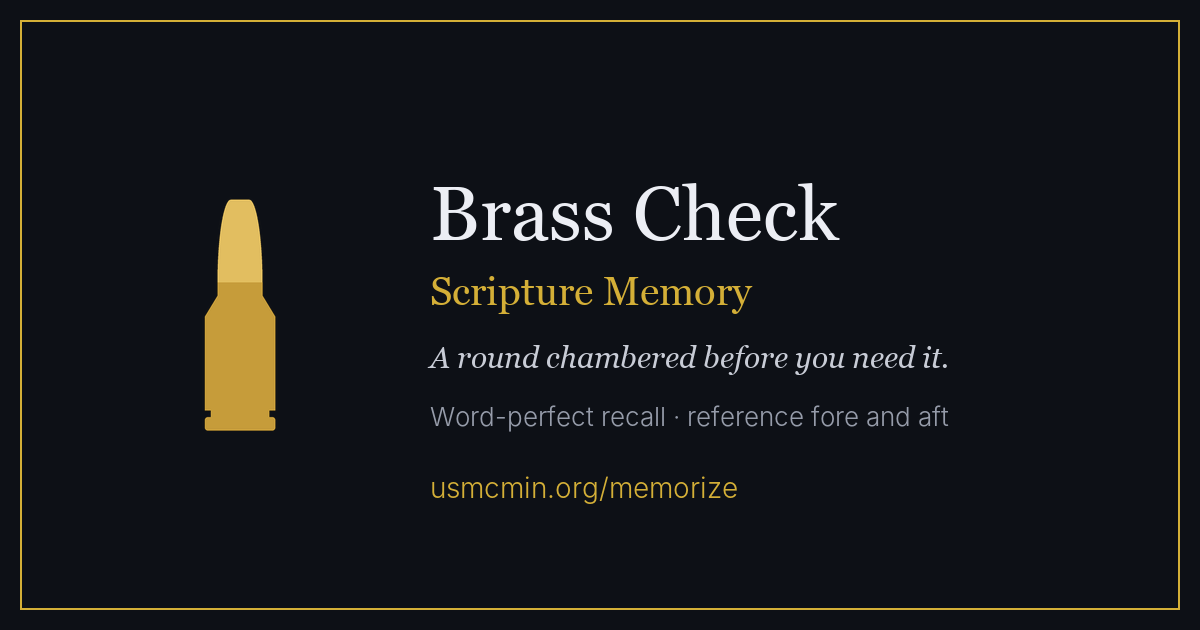 Brass Check
Scripture Memory
A round chambered before you need it.
Word-perfect recall · reference fore and aft
usmcmin.org/memorize